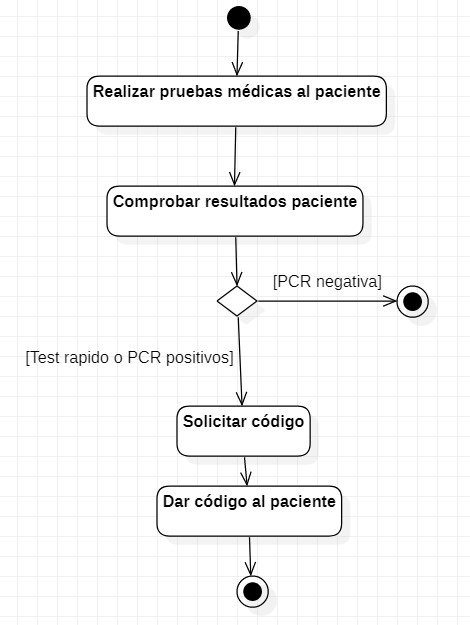 Realizar pruebas médicas al paciente
Comprobar resultados paciente
[PCR negativa]
[Test rapido o PCR positivos]
Solicitar código
Dar código al paciente